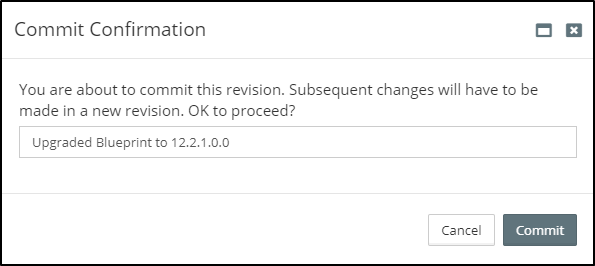 Commit Confirmation
You are about to commit this revision. Subsequent changes will have to be
made in a new revision. OK to proceed?
Upgraded Blueprint to 12.2.1.0.0
Cancel
Commit